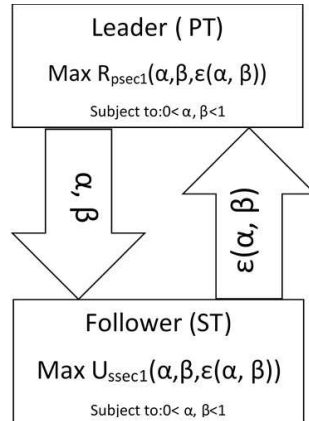 Leader ( PT)
Max Rpsec1(α,β,ε(α, β))
Subject to:0< α, β<1
α, β
ε(α, β)
Follower (ST)
Max Ussec1(α,β,ε(α, β))
Subject to:0< α, β<1